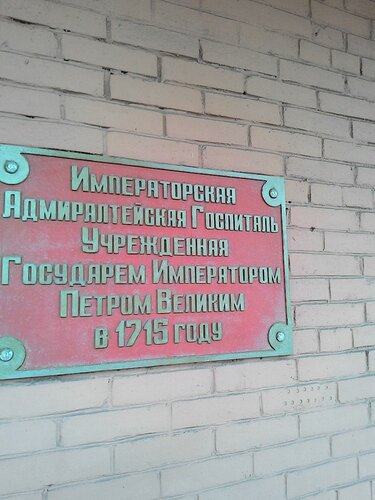 Императорская
Адмиралтейская Госпиталь
Учрежденная
Государем Императором
Петром Великим
в 1715 году